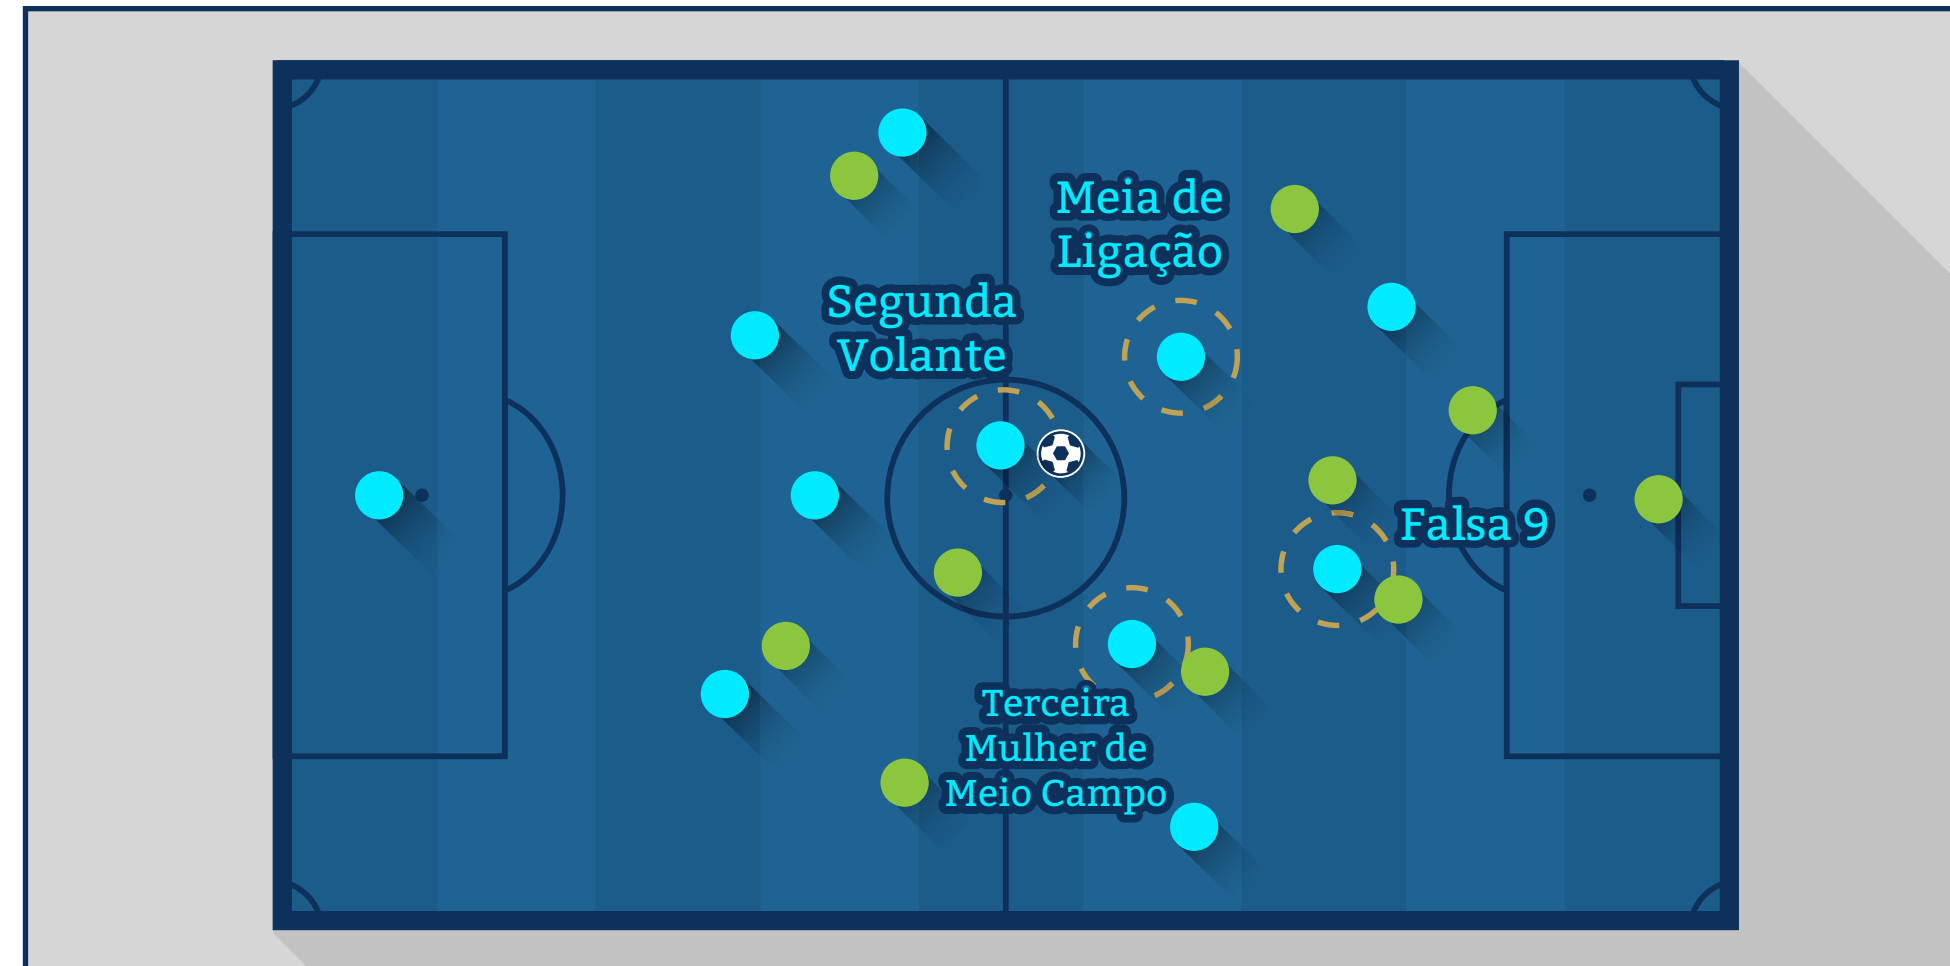 Meia de
Ligação
Segunda
Volante
Falsa 9
Terceira
Mulher de
Meio Campo